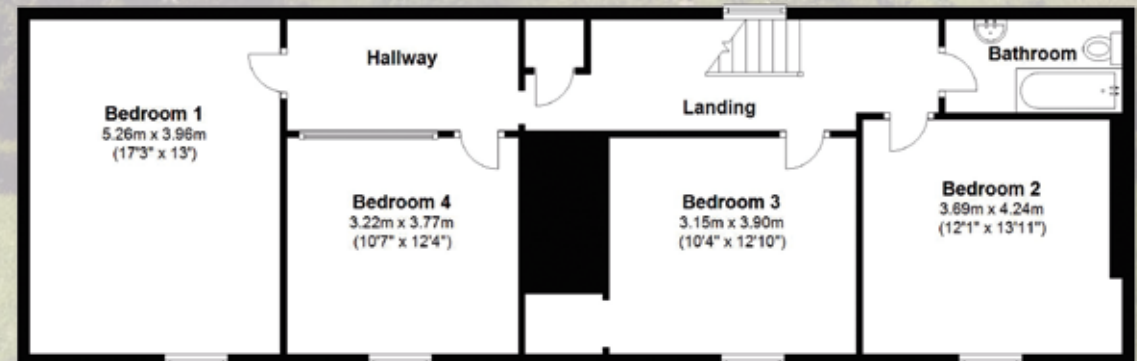 Bedroom 1
5.26m x 3.96m
(17'3" x 13')
Hallway
Bedroom 4
3.22m x 3.77m
(10'7" x 12'4")
Landing
Bedroom 3
3.15m x 3.90m
(10'4" x 12'10")
Bathroom
Bedroom 2
3.69m x 4.24m
(12'1" x 13'11")